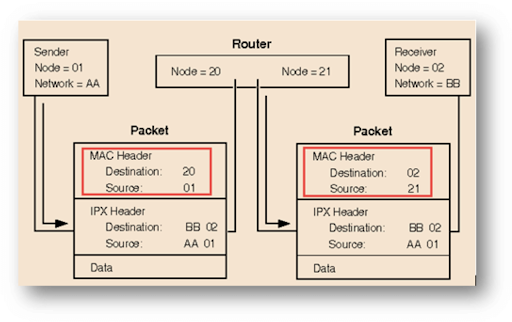 Sender
Node = 01
Network = AA
Router
Node = 20 Node = 21
Receiver
Node = 02
Network = BB
Packet
MAC Header
Destination: 20
Source: 01
IPX Header
Destination: BB 02
Source: AA 01
Data
Packet
MAC Header
Destination: 02
Source: 21
IPX Header
Destination: BB 02
Source: AA 01
Data